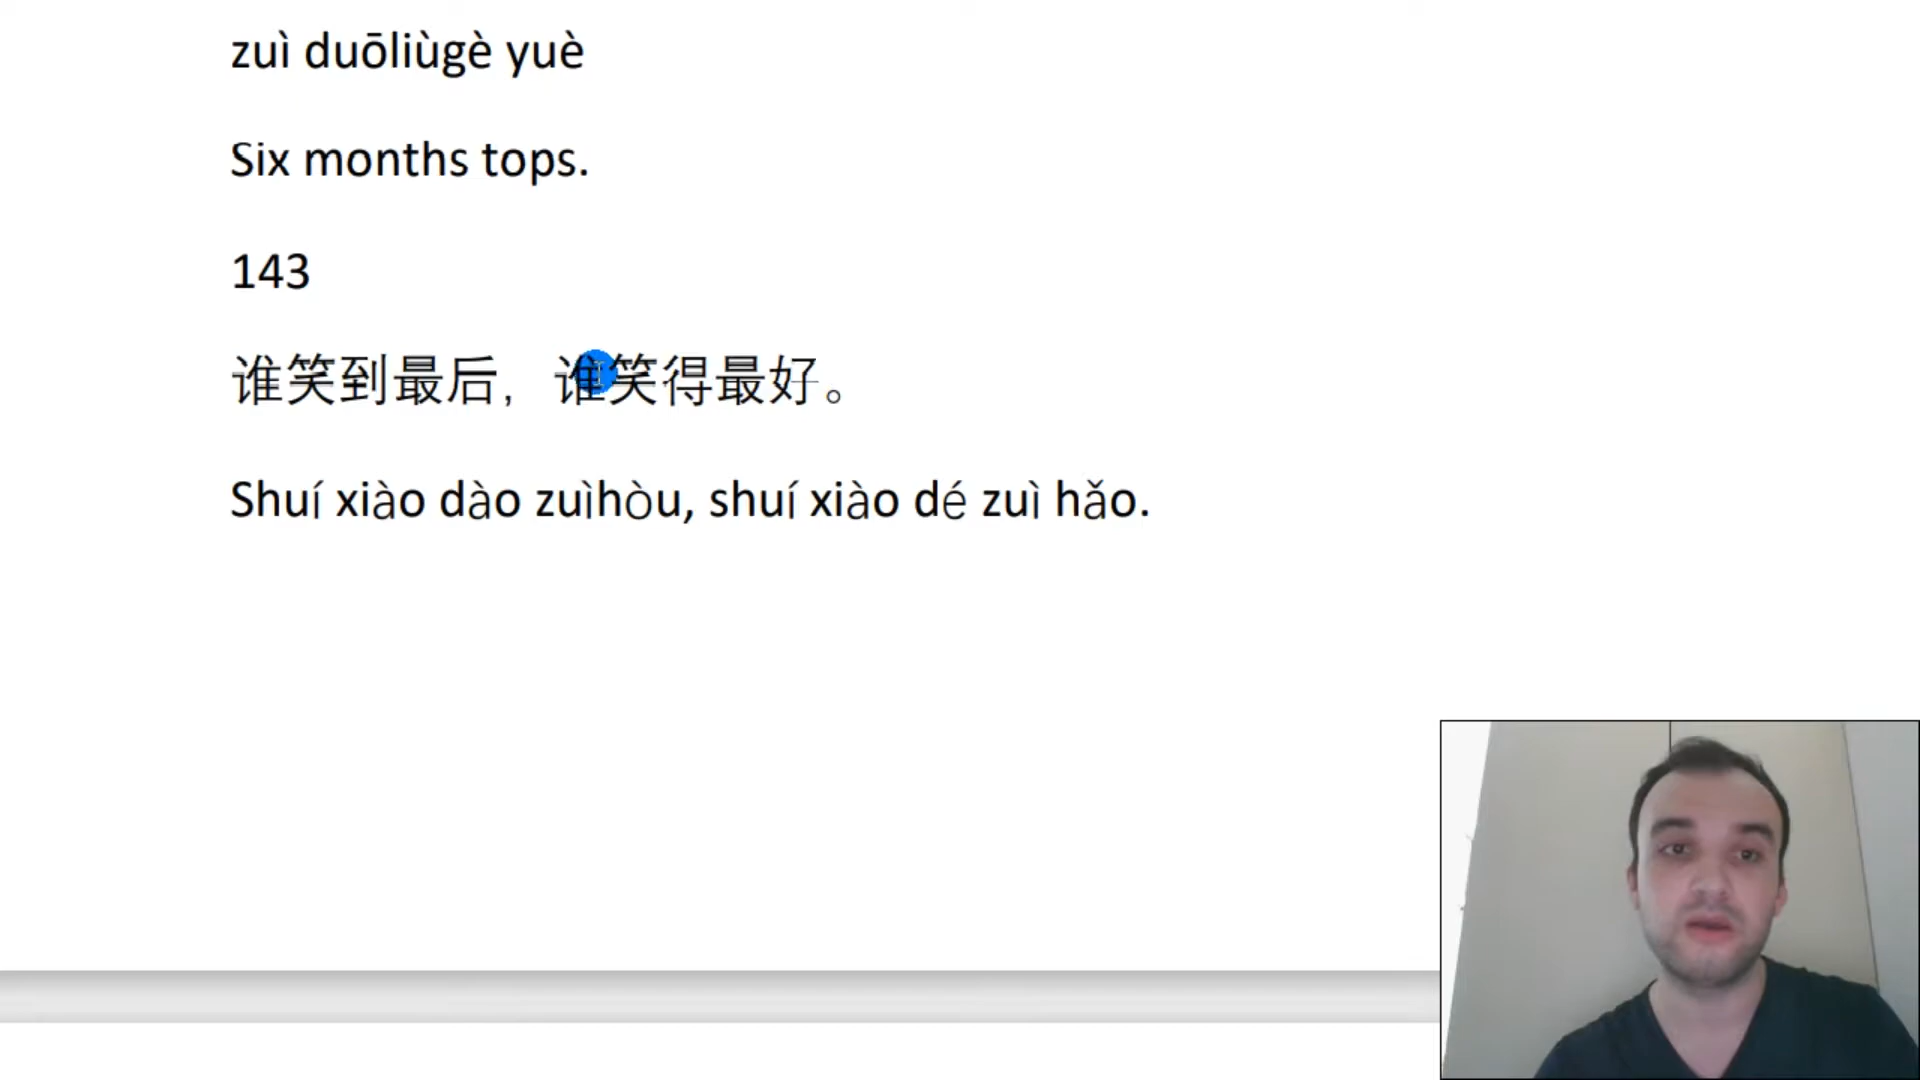 zuì duōliùgè yuè
Six months tops.
143
谁笑到最后，谁笑得最好。
Shuí xiào dào zuìhòu, shuí xiào dé zuì hǎo.